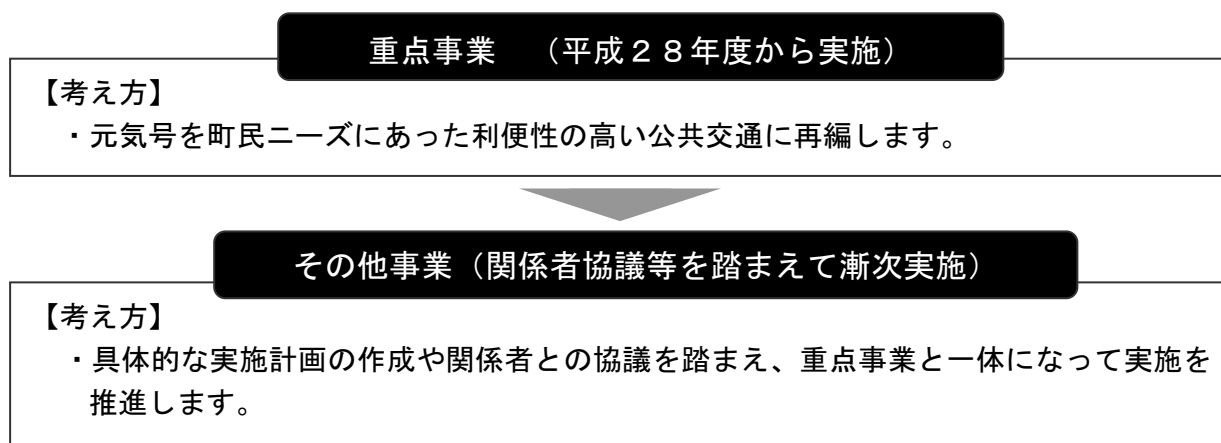 重点事業　（平成２８年度から実施）
【考え方】
・元気号を町民ニーズにあった利便性の高い公共交通に再編します。
その他事業（関係者協議等を踏まえて漸次実施）
【考え方】
・具体的な実施計画の作成や関係者との協議を踏まえ、重点事業と一体になって実施を
推進します。